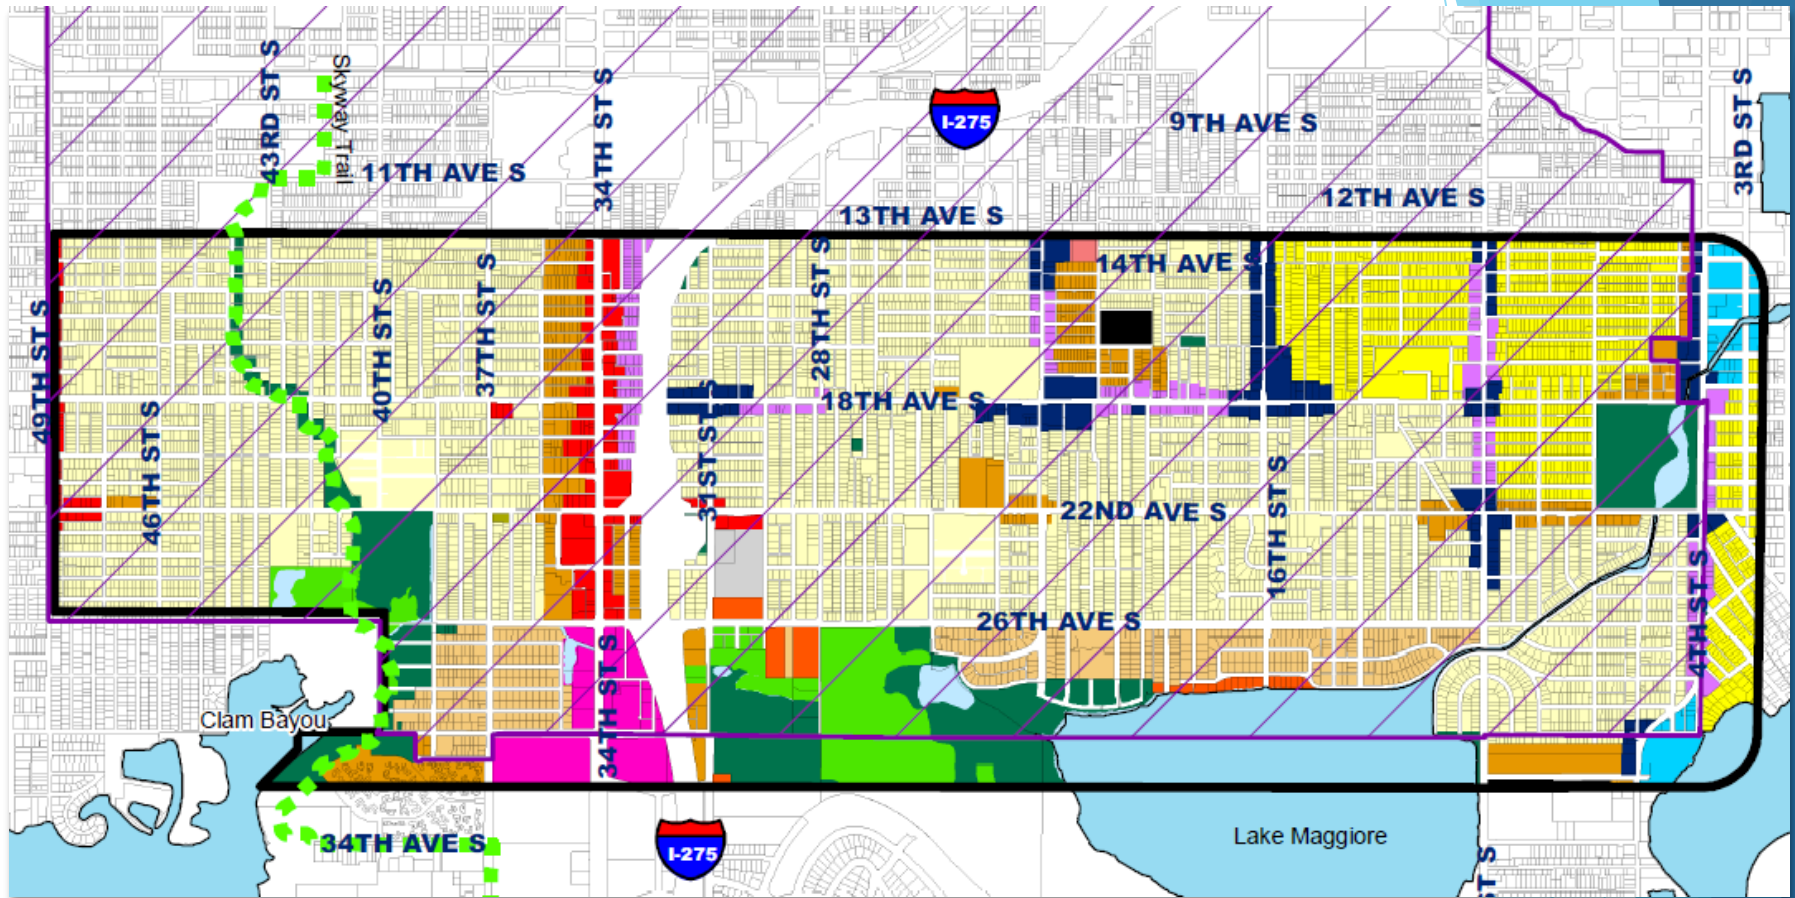 43RD ST S
Skyway Trail
34TH ST S
I-275
9TH AVE S
3RD ST S
11TH AVE S
12TH AVE S
13TH AVE S
14TH AVE S
49TH ST S
40TH ST S
37TH ST S
28TH ST S
18TH AVE S
46TH ST S
31ST ST S
22ND AVE S
16TH ST S
4TH ST S
26TH AVE S
34TH ST S
Clam Bayou
34TH AVE S
I-275
Lake Maggiore
ST S